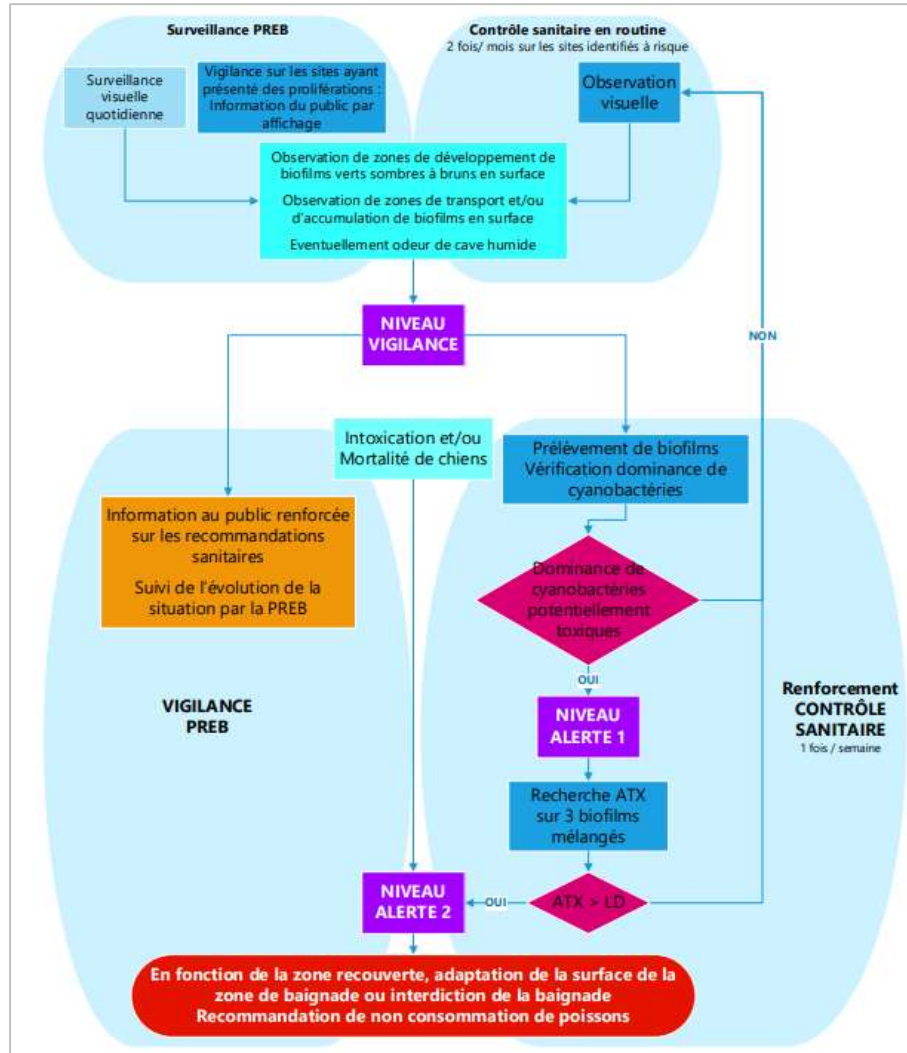 Surveillance PREB
Contrôle sanitaire en routine
2 fois/ mois sur les sites identifiés à risque
Surveillance
visuelle
quotidienne
Vigilance sur les sites ayant
présenté des proliférations :
Information du public par
affichage
Observation
visuelle
Observation de zones de développement de
biofilms verts sombres à bruns en surface
Observation de zones de transport et/ou
d'accumulation de biofilms en surface
Eventuellement odeur de cave humide
NIVEAU
VIGILANCE
NON
Intoxication et/ou
Mortalité de chiens
Prélèvement de biofilms
Vérification dominance de
cyanobactéries
Information au public renforcée
sur les recommandations
sanitaires
Suivi de l'évolution de la
situation par la PREB
Dominance de
cyanobactéries
potentiellement
toxiques
OUI
VIGILANCE
PREB
Renforcement
CONTRÔLE
SANITAIRE
1 fois / semaine
NIVEAU
ALERTE 1
Recherche ATX
sur 3 biofilms
mélangés
NIVEAU
ALERTE 2
OUI
ATX > LD
En fonction de la zone recouverte, adaptation de la surface de la
zone de baignade ou interdiction de la baignade
Recommandation de non consommation de poissons